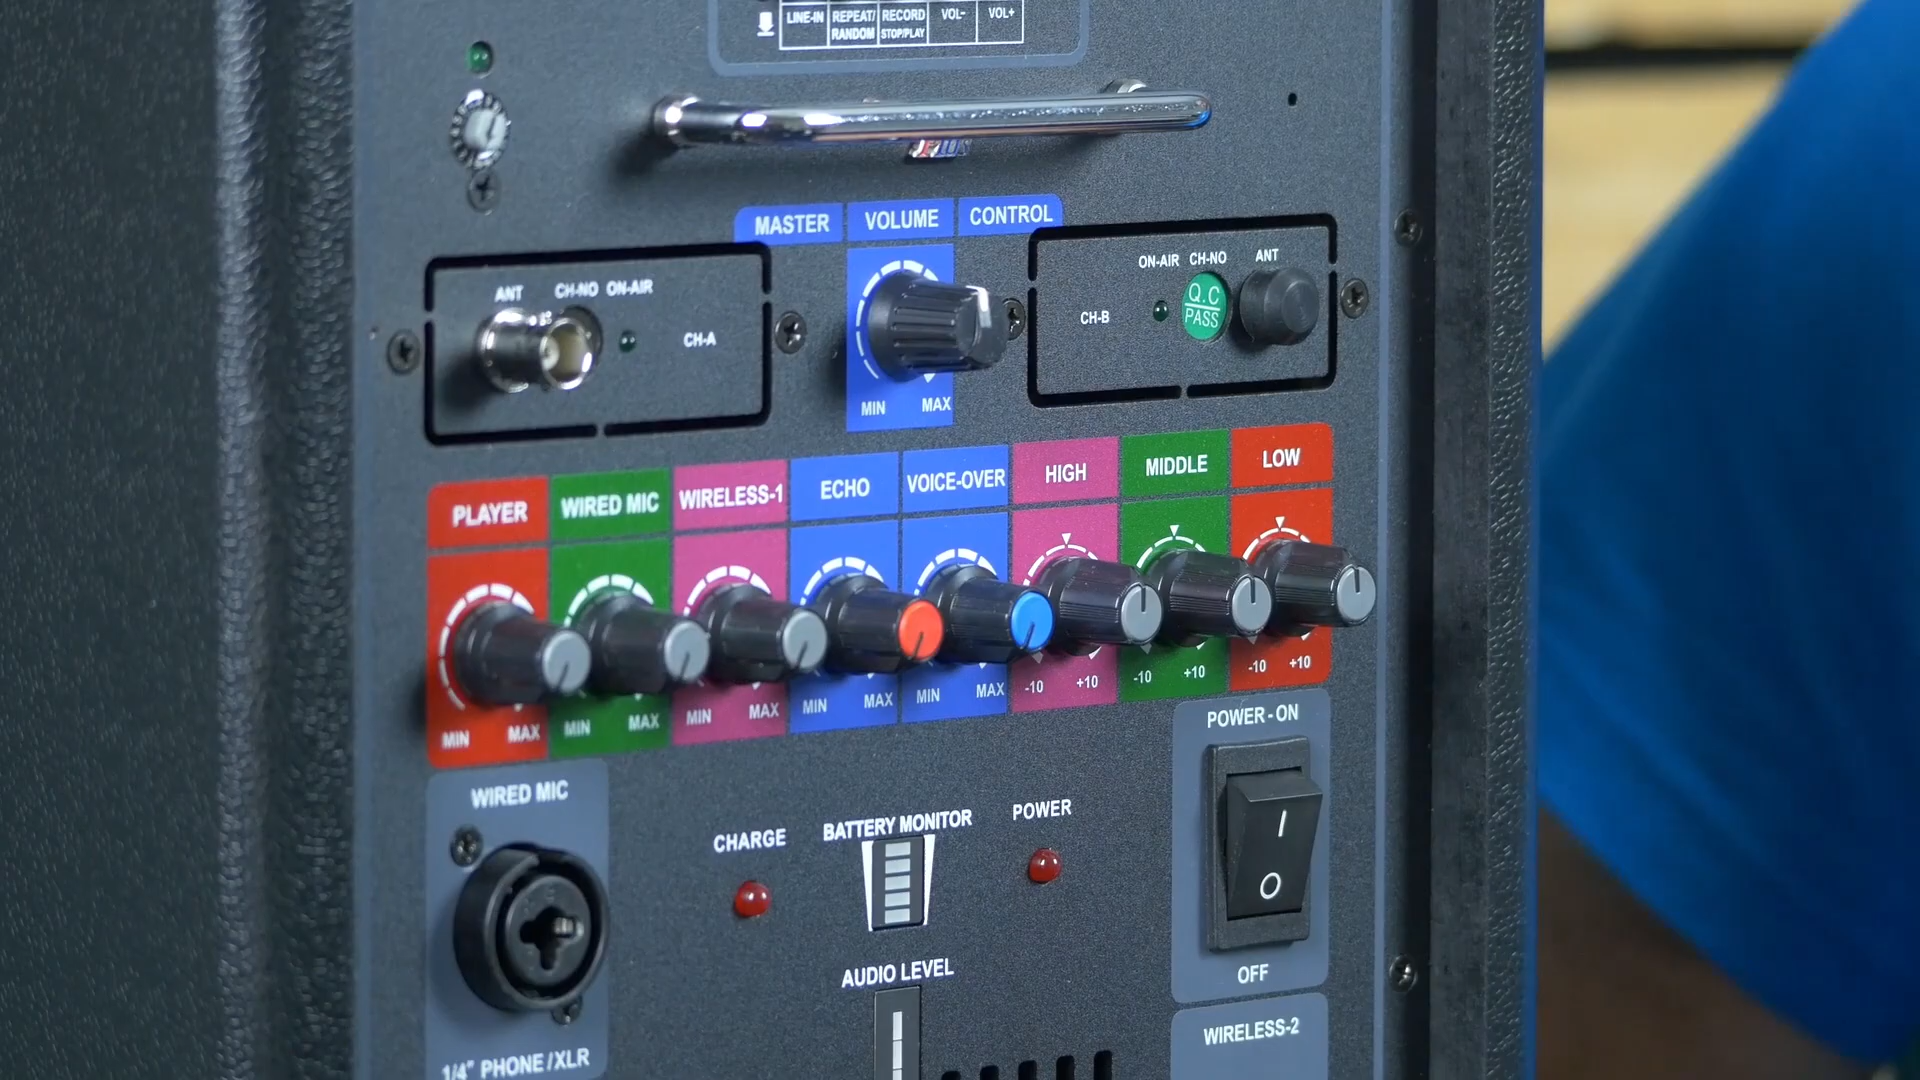 LINE-IN REPEAT/ RANDOM RECORD STOP/PLAY VOL- VOL+
MASTER VOLUME CONTROL
ANT CH-NO ON-AIR
CH-A
MIN MAX
ON-AIR CH-NO ANT
CH-B
Q.C
PASS
PLAYER WIRED MIC WIRELESS-1 ECHO VOICE-OVER HIGH MIDDLE LOW
MIN MAX MIN MAX MIN MAX MIN MAX MIN MAX -10 +10 -10 +10 -10 +10
WIRED MIC
1/4" PHONE/XLR
CHARGE
BATTERY MONITOR
POWER
AUDIO LEVEL
POWER-ON
I
O
OFF
WIRELESS-2